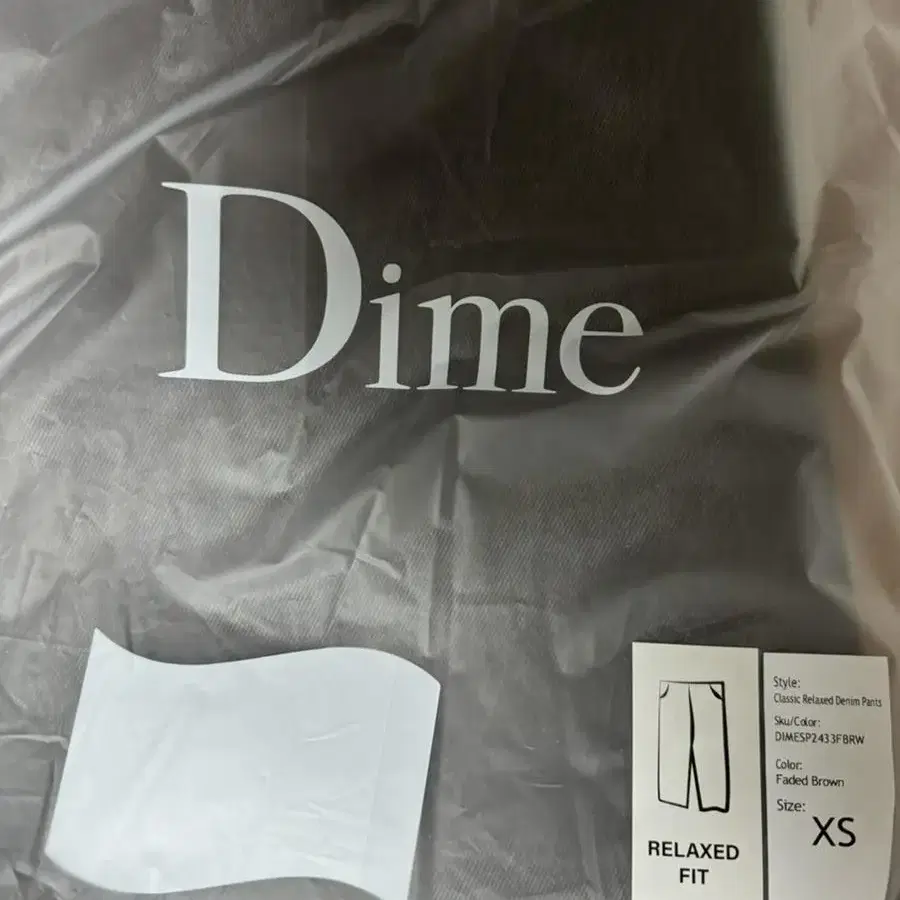 Dime
RELAXED
FIT
Style:
Classic Relaxed Denim Pants
Sku/Color:
DIMESP2433FBRW
Color:
Faded Brown
Size:
XS